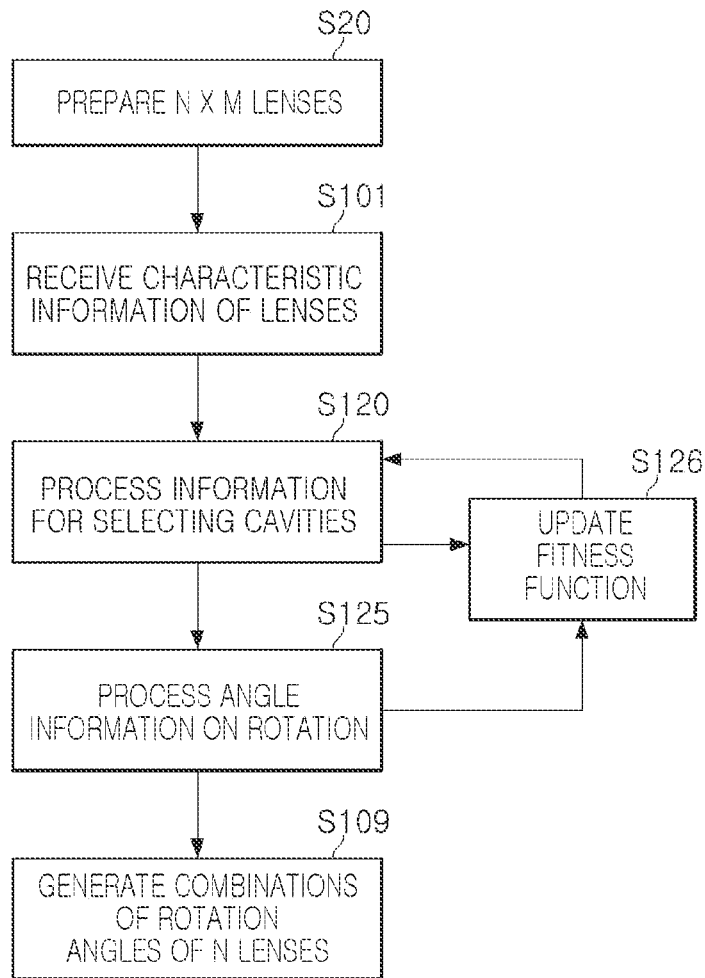 S20
PREPARE N X M LENSES
S101
RECEIVE CHARACTERISTIC
INFORMATION OF LENSES
S120
PROCESS INFORMATION
FOR SELECTING CAVITIES
S126
UPDATE
FITNESS
FUNCTION
S125
PROCESS ANGLE
INFORMATION ON ROTATION
S109
GENERATE COMBINATIONS
OF ROTATION
ANGLES OF N LENSES